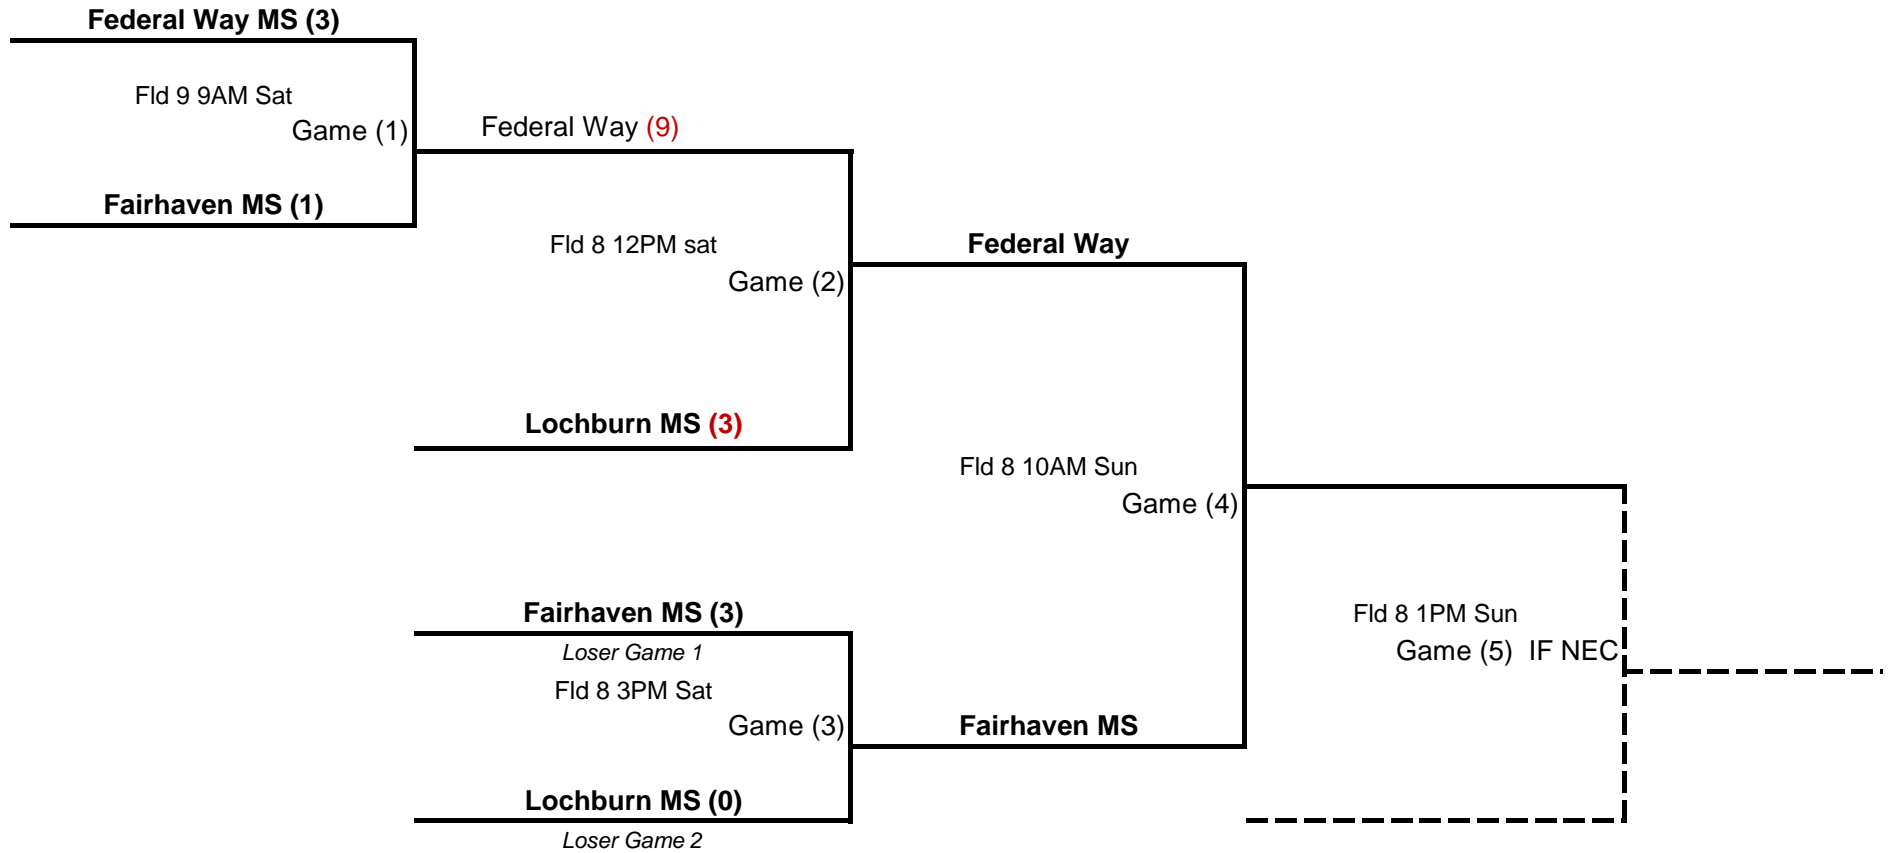 Federal Way MS (3)
Fld 9 9AM Sat
Game (1)
Federal Way (9)
Fairhaven MS (1)
Fld 8 12PM sat
Game (2)
Federal Way
Lochburn MS (3)
Fld 8 10AM Sun
Game (4)
Fairhaven MS (3)
Loser Game 1
Fld 8 3PM Sat
Game (3)
Fairhaven MS
Fld 8 1PM Sun
Game (5) IF NEC
Lochburn MS (0)
Loser Game 2